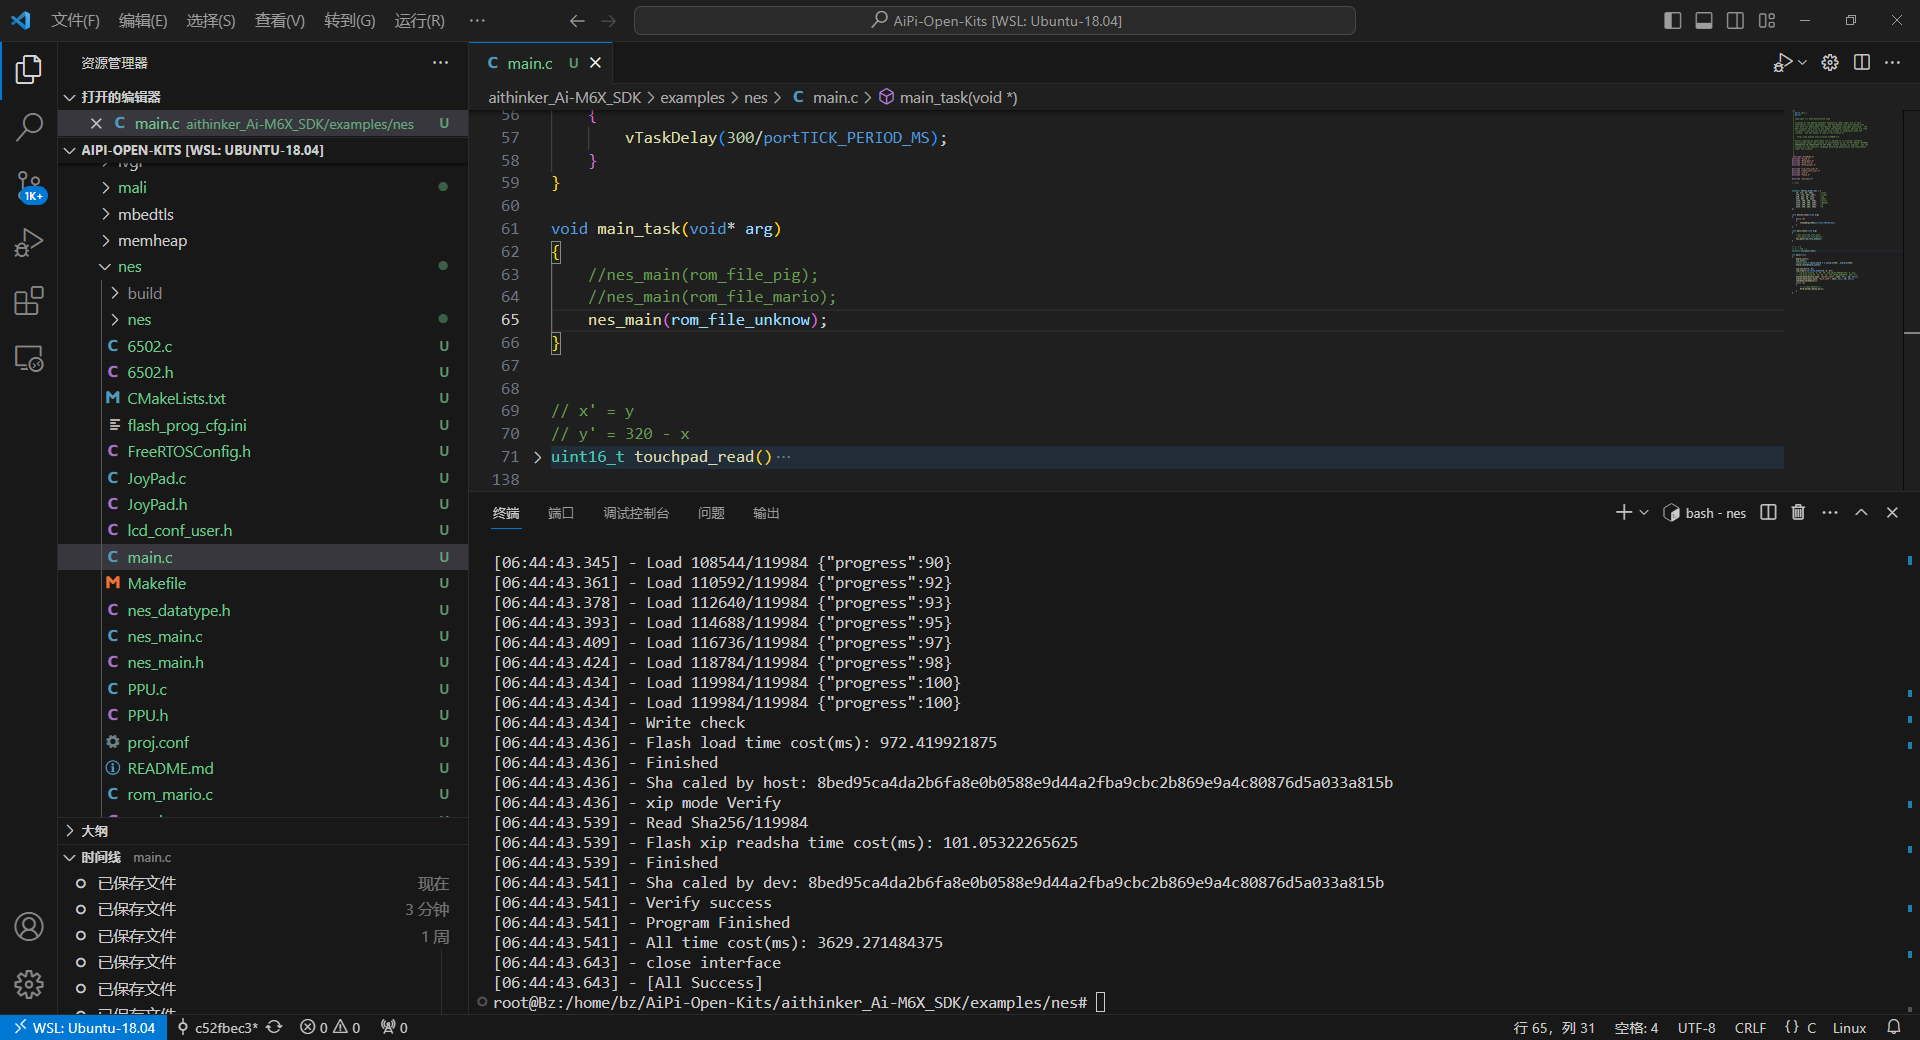 文件(F) 编辑(E) 选择(S) 查看(V) 转到(G) 运行(R) ··· AiPi-Open-Kits [WSL: Ubuntu-18.04]
资源管理器
打开的编辑器
main.c aithinker_Ai-M6X_SDK/examples/nes U
AIPI-OPEN-KITS [WSL: UBUNTU-18.04]
mali
mbedtls
memheap
nes
build
nes
6502.c U
6502.h U
CMakeLists.txt U
flash_prog_cfg.ini U
FreeRTOSConfig.h U
JoyPad.c U
JoyPad.h U
lcd_conf_user.h U
main.c U
Makefile U
nes_datatype.h U
nes_main.c U
nes_main.h U
PPU.c U
PPU.h U
proj.conf U
README.md U
rom_mario.c U
大纲
时间线 main.c
已保存文件 现在
已保存文件 3 分钟
已保存文件 1 周
已保存文件
已保存文件
1K+
main.c U
aithinker_Ai-M6X_SDK > examples > nes > C main.c > main_task(void *)
56 {
57 vTaskDelay(300/portTICK_PERIOD_MS);
58 }
59 }
60
61 void main_task(void* arg)
62 {
63 //nes_main(rom_file_pig);
64 //nes_main(rom_file_mario);
65 nes_main(rom_file_unknow);
66 }
67
68
69 // x' = y
70 // y' = 320 - x
71 uint16_t touchpad_read()···
138
终端 端口 调试控制台 问题 输出 bash - nes
[06:44:43.345] - Load 108544/119984 {"progress":90}
[06:44:43.361] - Load 110592/119984 {"progress":92}
[06:44:43.378] - Load 112640/119984 {"progress":93}
[06:44:43.393] - Load 114688/119984 {"progress":95}
[06:44:43.409] - Load 116736/119984 {"progress":97}
[06:44:43.424] - Load 118784/119984 {"progress":98}
[06:44:43.434] - Load 119984/119984 {"progress":100}
[06:44:43.434] - Load 119984/119984 {"progress":100}
[06:44:43.434] - Write check
[06:44:43.436] - Flash load time cost(ms): 972.419921875
[06:44:43.436] - Finished
[06:44:43.436] - Sha caled by host: 8bed95ca4da2b6fa8e0b0588e9d44a2fba9cbc2b869e9a4c80876d5a033a815b
[06:44:43.436] - xip mode Verify
[06:44:43.539] - Read Sha256/119984
[06:44:43.539] - Flash xip readsha time cost(ms): 101.05322265625
[06:44:43.539] - Finished
[06:44:43.541] - Sha caled by dev: 8bed95ca4da2b6fa8e0b0588e9d44a2fba9cbc2b869e9a4c80876d5a033a815b
[06:44:43.541] - Verify success
[06:44:43.541] - Program Finished
[06:44:43.541] - All time cost(ms): 3629.271484375
[06:44:43.643] - close interface
[06:44:43.643] - [All Success]
root@Bz:/home/bz/AiPi-Open-Kits/aithinker_Ai-M6X_SDK/examples/nes#
WSL: Ubuntu-18.04 c52fbec3* 0 0 0 行 65，列 31 空格: 4 UTF-8 CRLF {} C Linux